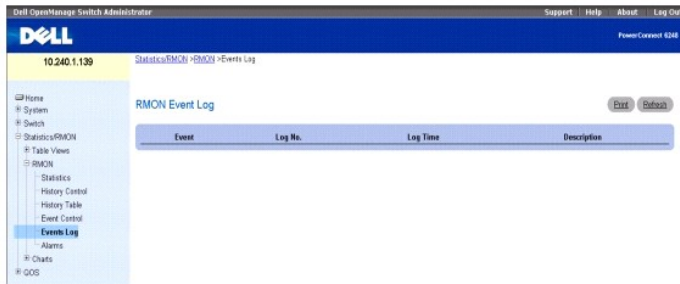 Dell OpenManage Switch Administrator
Support Help About Log Out
DELL
PowerConnect 6248
10.240.1.139
Statistics/RMON >RMON >Events Log
Home
System
Switch
Statistics/RMON
Table Views
RMON
Statistics
History Control
History Table
Event Control
Events Log
Alarms
Charts
QOS
RMON Event Log
Print Refresh
Event Log No. Log Time Description